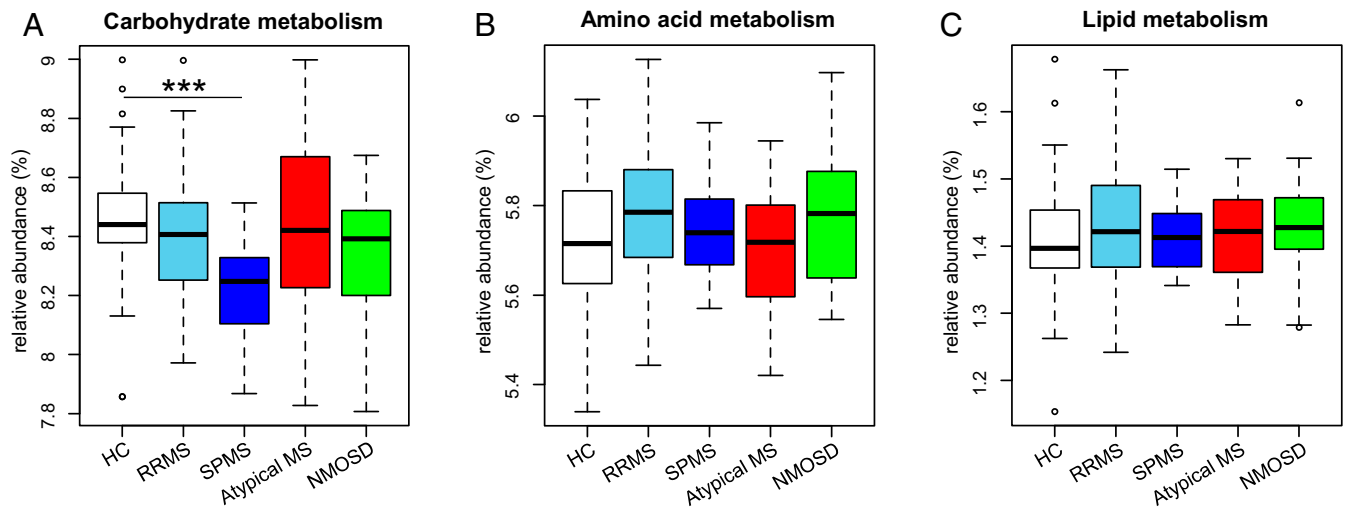 A
Carbohydrate metabolism
relative abundance (%)
9
8.8
8.6
8.4
8.2
8
7.8
***
HC
RRMS
SPMS
Atypical MS
NMOSD
B
Amino acid metabolism
relative abundance (%)
6
5.8
5.6
5.4
HC
RRMS
SPMS
Atypical MS
NMOSD
C
Lipid metabolism
relative abundance (%)
1.6
1.5
1.4
1.3
1.2
HC
RRMS
SPMS
Atypical MS
NMOSD